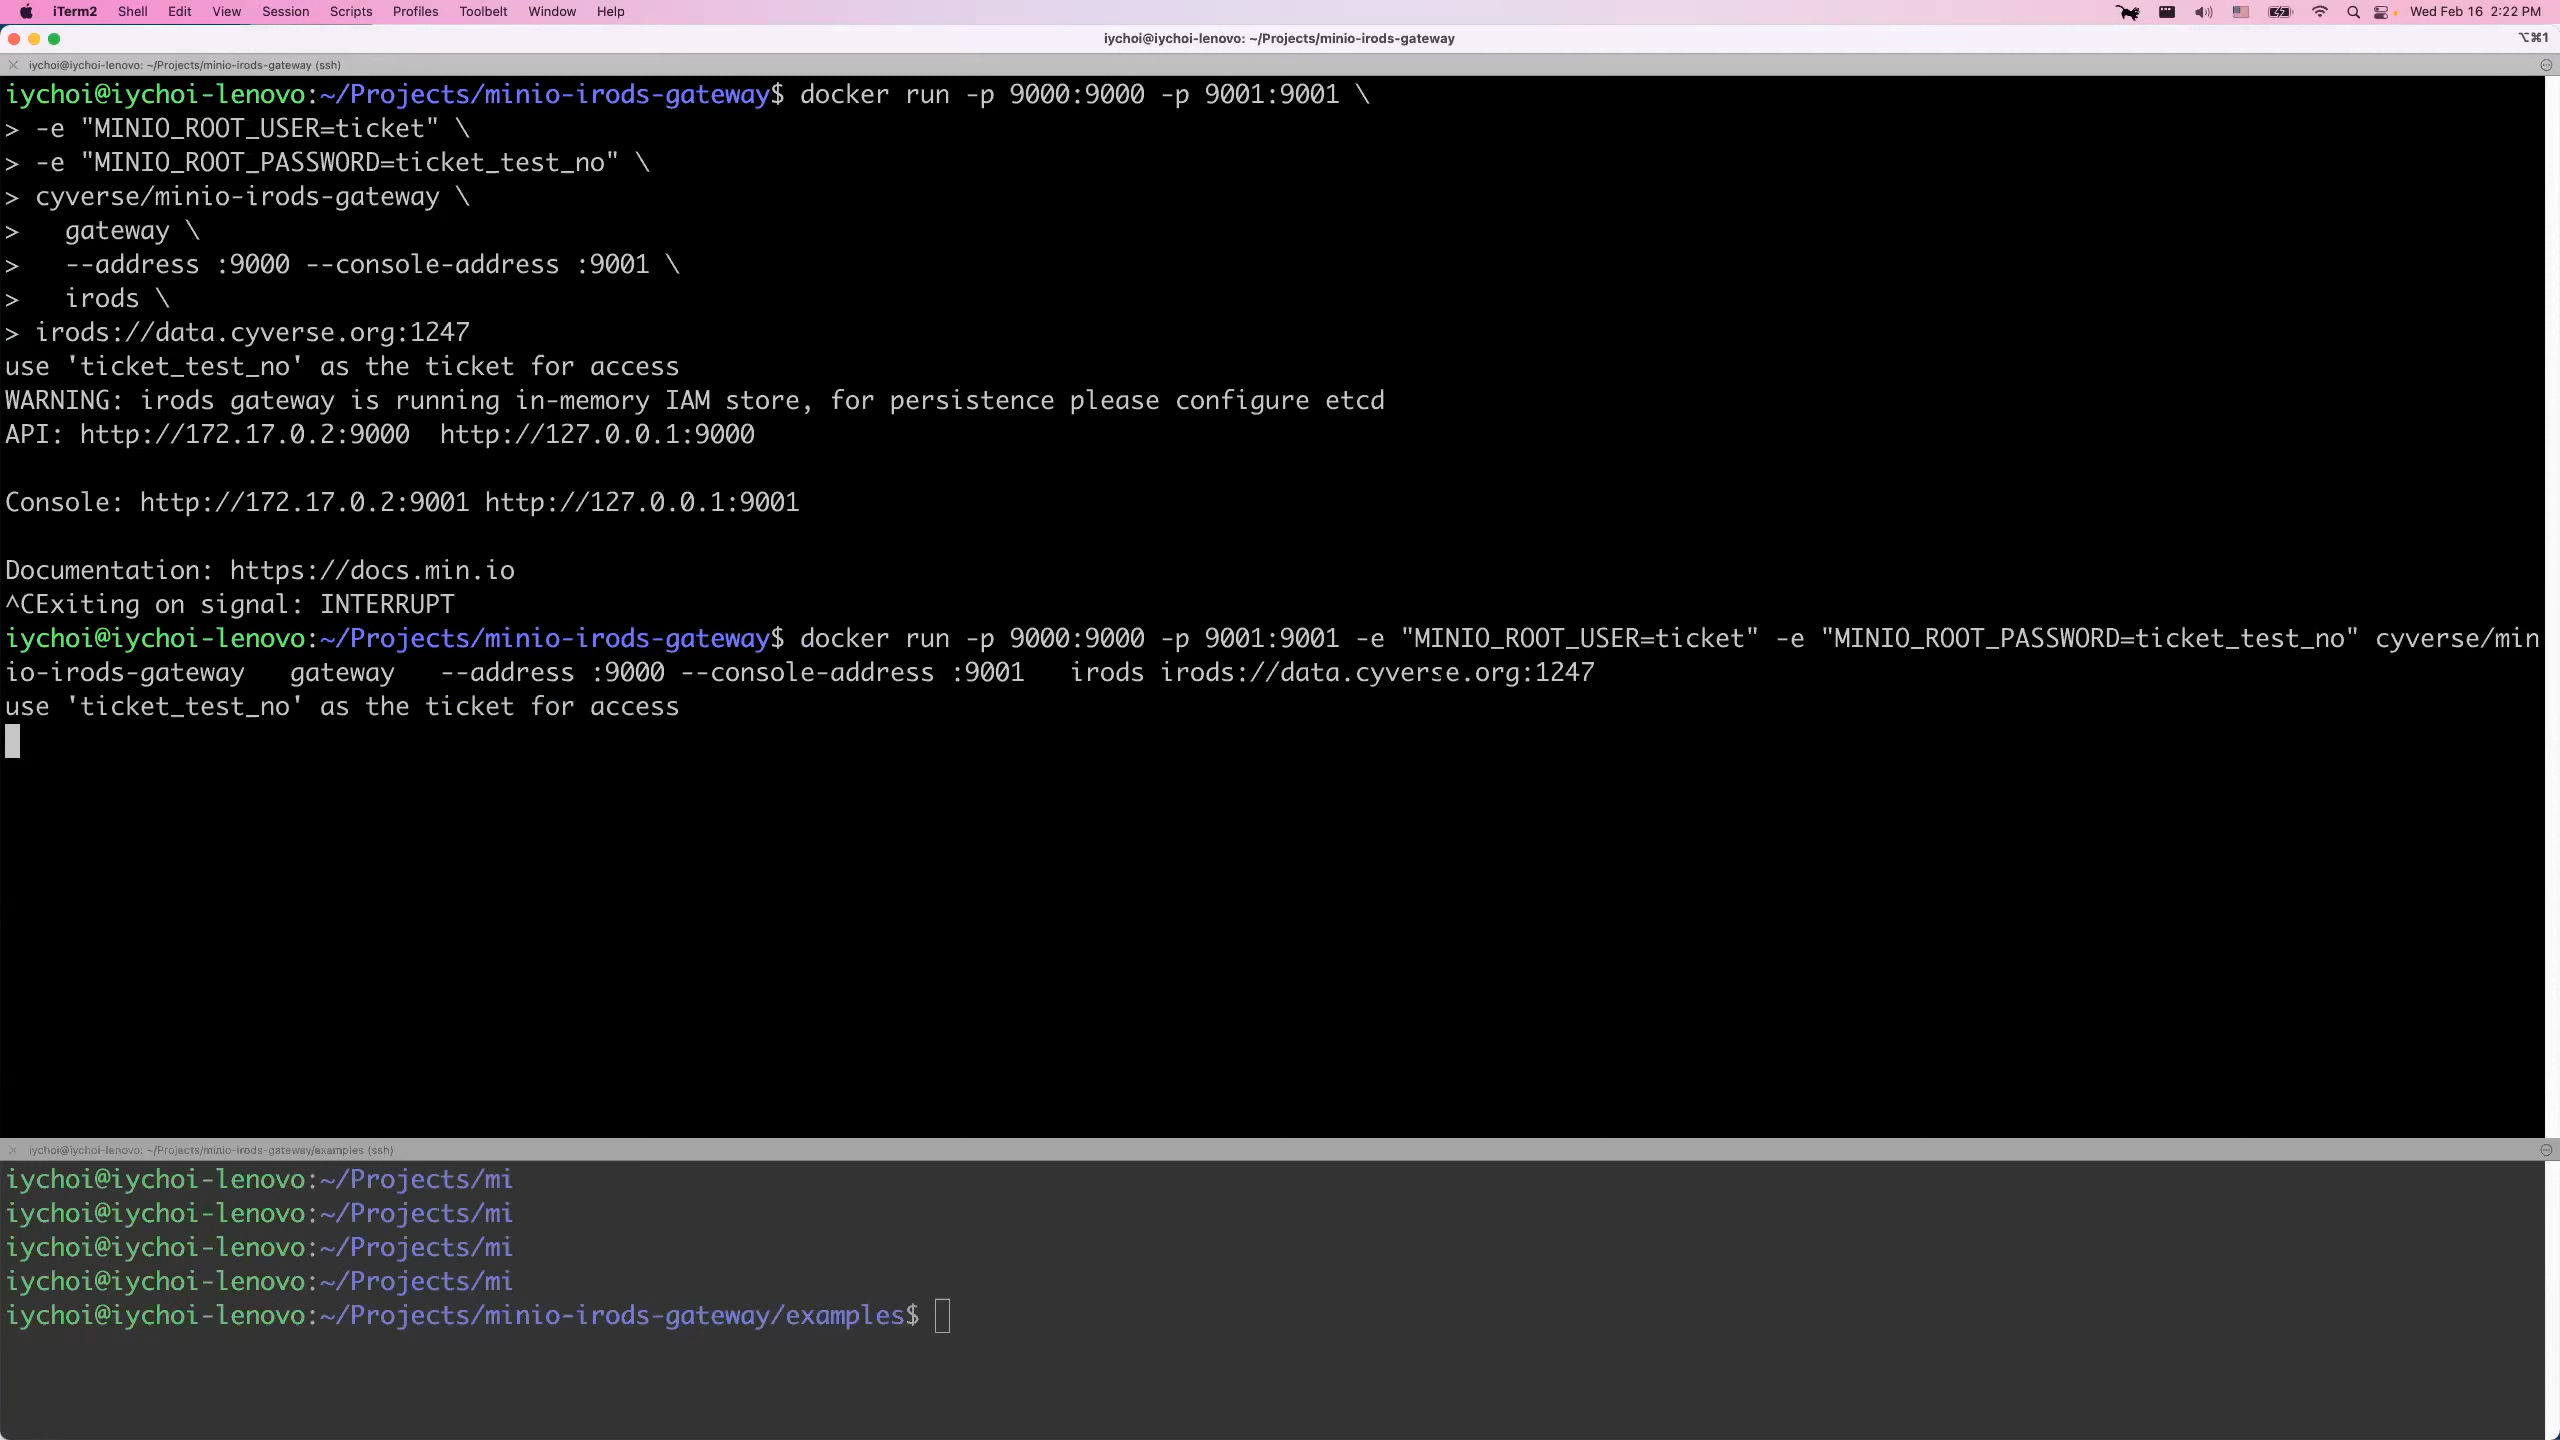 iTerm2 Shell Edit View Session Scripts Profiles Toolbelt Window Help Wed Feb 16 2:22 PM
iychoi@iychoi-lenovo: ~/Projects/minio-irods-gateway ⌥⌘1
iychoi@iychoi-lenovo: ~/Projects/minio-irods-gateway (ssh)
iychoi@iychoi-lenovo:~/Projects/minio-irods-gateway$ docker run -p 9000:9000 -p 9001:9001 \
> -e "MINIO_ROOT_USER=ticket" \
> -e "MINIO_ROOT_PASSWORD=ticket_test_no" \
> cyverse/minio-irods-gateway \
>   gateway \
>   --address :9000 --console-address :9001 \
>   irods \
> irods://data.cyverse.org:1247
use 'ticket_test_no' as the ticket for access
WARNING: irods gateway is running in-memory IAM store, for persistence please configure etcd
API: http://172.17.0.2:9000  http://127.0.0.1:9000
Console: http://172.17.0.2:9001 http://127.0.0.1:9001
Documentation: https://docs.min.io
^CExiting on signal: INTERRUPT
iychoi@iychoi-lenovo:~/Projects/minio-irods-gateway$ docker run -p 9000:9000 -p 9001:9001 -e "MINIO_ROOT_USER=ticket" -e "MINIO_ROOT_PASSWORD=ticket_test_no" cyverse/min
io-irods-gateway   gateway   --address :9000 --console-address :9001   irods irods://data.cyverse.org:1247
use 'ticket_test_no' as the ticket for access
iychoi@iychoi-lenovo: ~/Projects/minio-irods-gateway/examples (ssh)
iychoi@iychoi-lenovo:~/Projects/mi
iychoi@iychoi-lenovo:~/Projects/mi
iychoi@iychoi-lenovo:~/Projects/mi
iychoi@iychoi-lenovo:~/Projects/mi
iychoi@iychoi-lenovo:~/Projects/minio-irods-gateway/examples$